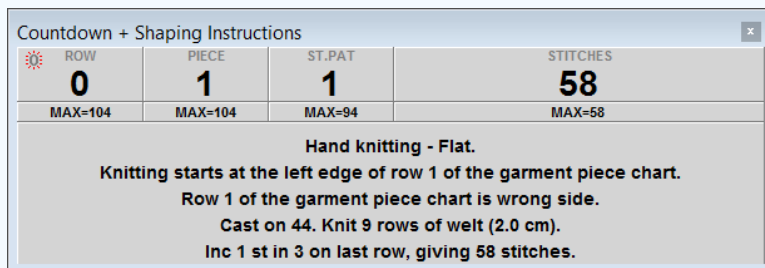 Countdown + Shaping Instructions
x
0 ROW PIECE ST.PAT STITCHES
0 1 1 58
MAX=104 MAX=104 MAX=94 MAX=58
Hand knitting - Flat.
Knitting starts at the left edge of row 1 of the garment piece chart.
Row 1 of the garment piece chart is wrong side.
Cast on 44. Knit 9 rows of welt (2.0 cm).
Inc 1 st in 3 on last row, giving 58 stitches.